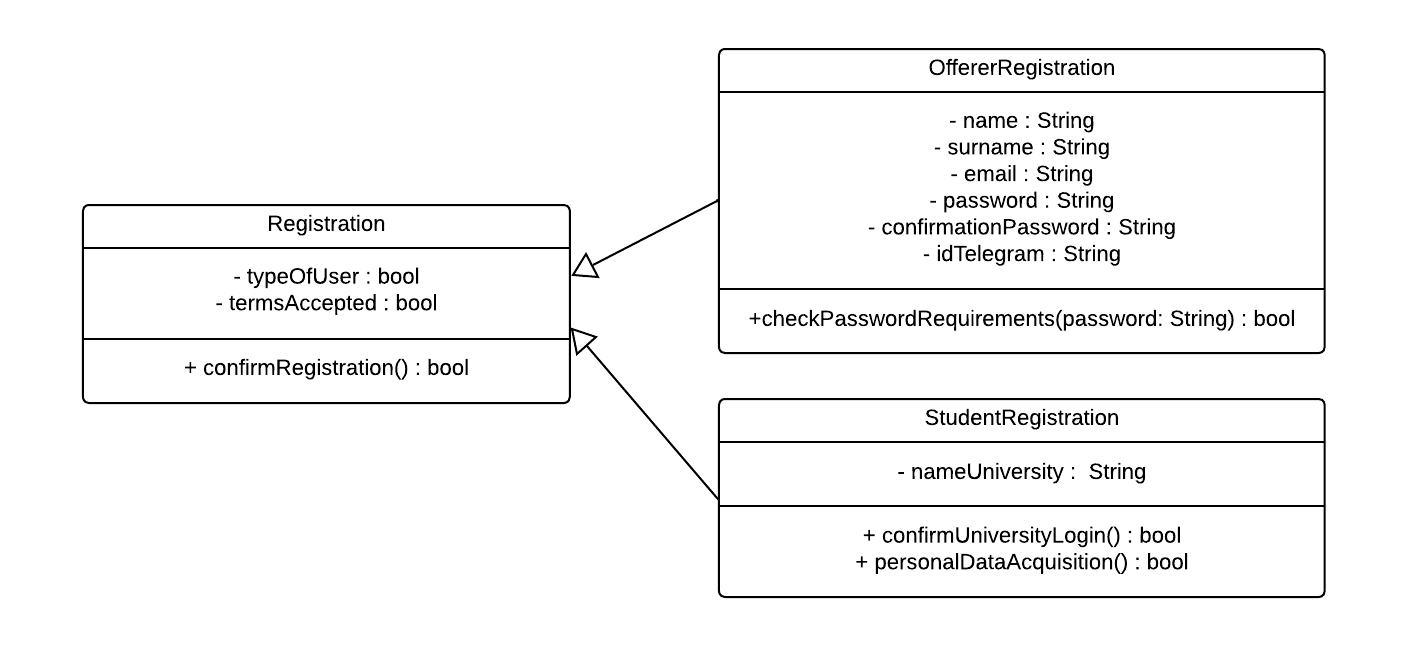 Registration
- typeOfUser : bool
- termsAccepted : bool
+ confirmRegistration() : bool
OffererRegistration
- name : String
- surname : String
- email : String
- password : String
- confirmationPassword : String
- idTelegram : String
+checkPasswordRequirements(password: String) : bool
StudentRegistration
- nameUniversity :  String
+ confirmUniversityLogin() : bool
+ personalDataAcquisition() : bool